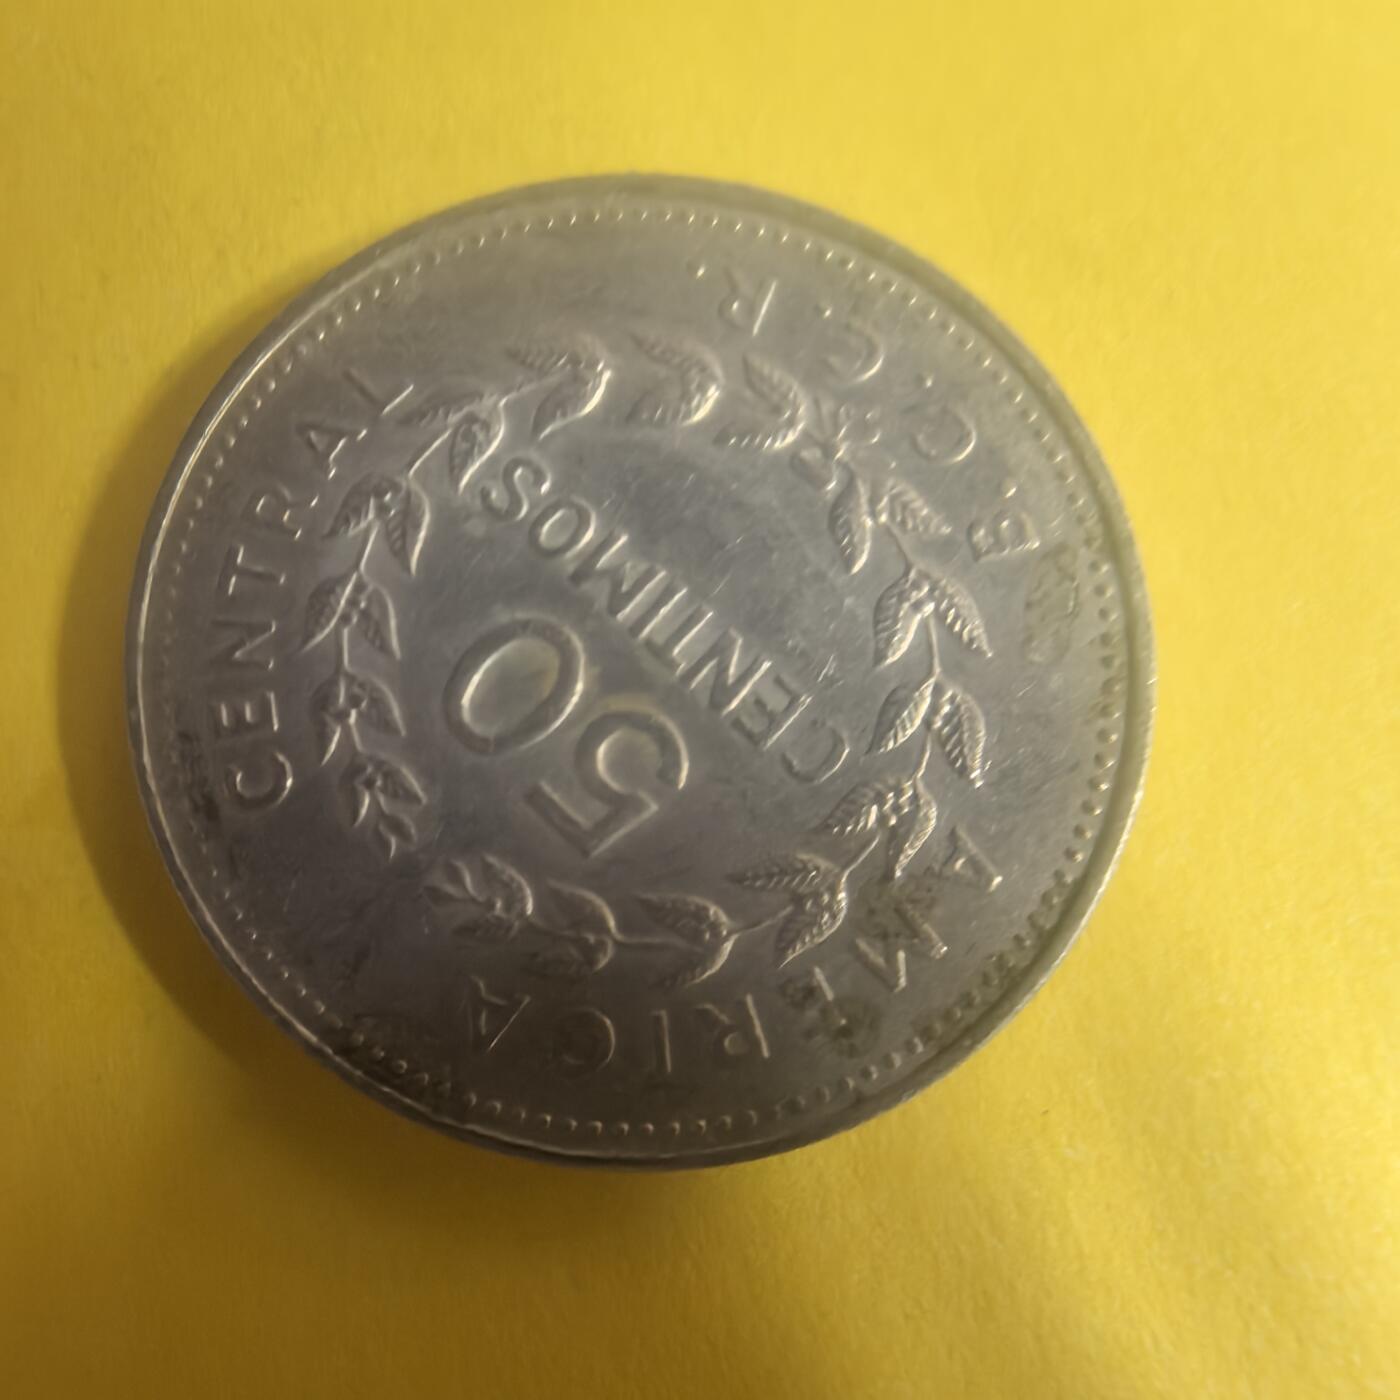 AMERICA CENTRAL
50
CENTIMOS
B.C.C.R.